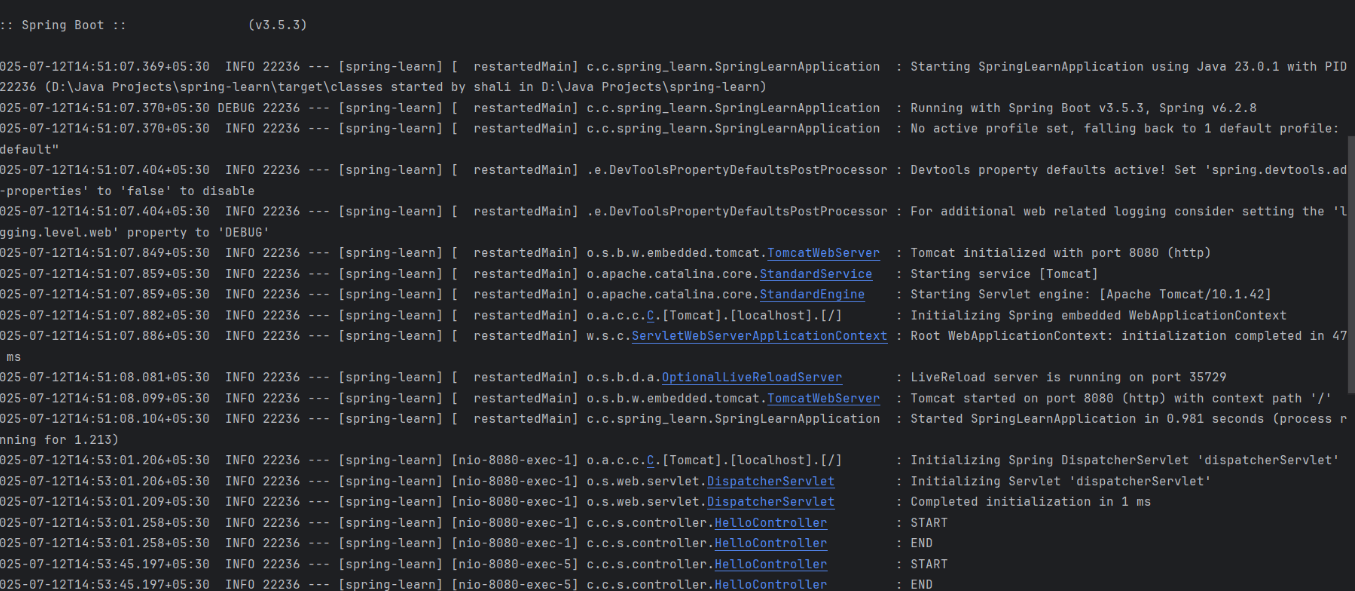 :: Spring Boot ::                (v3.5.3)
025-07-12T14:51:07.369+05:30  INFO 22236 --- [spring-learn] [  restartedMain] c.c.spring_learn.SpringLearnApplication  : Starting SpringLearnApplication using Java 23.0.1 with PID
22236 (D:\Java Projects\spring-learn\target\classes started by shali in D:\Java Projects\spring-learn)
025-07-12T14:51:07.370+05:30 DEBUG 22236 --- [spring-learn] [  restartedMain] c.c.spring_learn.SpringLearnApplication  : Running with Spring Boot v3.5.3, Spring v6.2.8
025-07-12T14:51:07.370+05:30  INFO 22236 --- [spring-learn] [  restartedMain] c.c.spring_learn.SpringLearnApplication  : No active profile set, falling back to 1 default profile:
default"
025-07-12T14:51:07.404+05:30  INFO 22236 --- [spring-learn] [  restartedMain] .e.DevToolsPropertyDefaultsPostProcessor : Devtools property defaults active! Set 'spring.devtools.ad
-properties' to 'false' to disable
025-07-12T14:51:07.404+05:30  INFO 22236 --- [spring-learn] [  restartedMain] .e.DevToolsPropertyDefaultsPostProcessor : For additional web related logging consider setting the 'l
gging.level.web' property to 'DEBUG'
025-07-12T14:51:07.849+05:30  INFO 22236 --- [spring-learn] [  restartedMain] o.s.b.w.embedded.tomcat.TomcatWebServer  : Tomcat initialized with port 8080 (http)
025-07-12T14:51:07.859+05:30  INFO 22236 --- [spring-learn] [  restartedMain] o.apache.catalina.core.StandardService   : Starting service [Tomcat]
025-07-12T14:51:07.859+05:30  INFO 22236 --- [spring-learn] [  restartedMain] o.apache.catalina.core.StandardEngine    : Starting Servlet engine: [Apache Tomcat/10.1.42]
025-07-12T14:51:07.882+05:30  INFO 22236 --- [spring-learn] [  restartedMain] o.a.c.c.C.[Tomcat].[localhost].[/]       : Initializing Spring embedded WebApplicationContext
025-07-12T14:51:07.886+05:30  INFO 22236 --- [spring-learn] [  restartedMain] w.s.c.ServletWebServerApplicationContext : Root WebApplicationContext: initialization completed in 47
ms
025-07-12T14:51:08.081+05:30  INFO 22236 --- [spring-learn] [  restartedMain] o.s.b.d.a.OptionalLiveReloadServer       : LiveReload server is running on port 35729
025-07-12T14:51:08.099+05:30  INFO 22236 --- [spring-learn] [  restartedMain] o.s.b.w.embedded.tomcat.TomcatWebServer  : Tomcat started on port 8080 (http) with context path '/'
025-07-12T14:51:08.104+05:30  INFO 22236 --- [spring-learn] [  restartedMain] c.c.spring_learn.SpringLearnApplication  : Started SpringLearnApplication in 0.981 seconds (process r
nning for 1.213)
025-07-12T14:53:01.206+05:30  INFO 22236 --- [spring-learn] [nio-8080-exec-1] o.a.c.c.C.[Tomcat].[localhost].[/]       : Initializing Spring DispatcherServlet 'dispatcherServlet'
025-07-12T14:53:01.206+05:30  INFO 22236 --- [spring-learn] [nio-8080-exec-1] o.s.web.servlet.DispatcherServlet        : Initializing Servlet 'dispatcherServlet'
025-07-12T14:53:01.209+05:30  INFO 22236 --- [spring-learn] [nio-8080-exec-1] o.s.web.servlet.DispatcherServlet        : Completed initialization in 1 ms
025-07-12T14:53:01.258+05:30  INFO 22236 --- [spring-learn] [nio-8080-exec-1] c.c.s.controller.HelloController         : START
025-07-12T14:53:01.258+05:30  INFO 22236 --- [spring-learn] [nio-8080-exec-1] c.c.s.controller.HelloController         : END
025-07-12T14:53:45.197+05:30  INFO 22236 --- [spring-learn] [nio-8080-exec-5] c.c.s.controller.HelloController         : START
025-07-12T14:53:45.197+05:30  INFO 22236 --- [spring-learn] [nio-8080-exec-5] c.c.s.controller.HelloController         : END